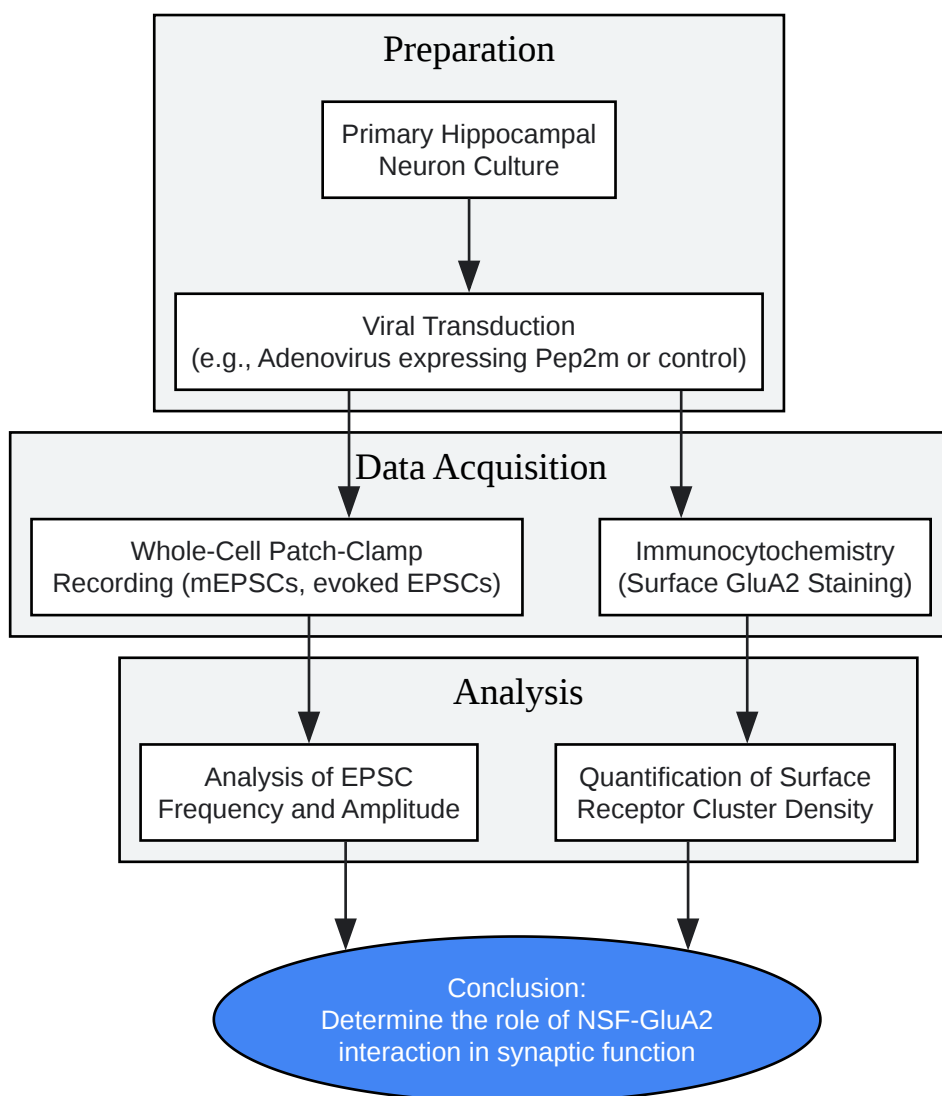 Preparation
Primary Hippocampal
Neuron Culture
Viral Transduction
(e.g., Adenovirus expressing Pep2m or control)
Data Acquisition
Whole-Cell Patch-Clamp
Recording (mEPSCs, evoked EPSCs)
Immunocytochemistry
(Surface GluA2 Staining)
Analysis
Analysis of EPSC
Frequency and Amplitude
Quantification of Surface
Receptor Cluster Density
Conclusion:
Determine the role of NSF-GluA2
interaction in synaptic function